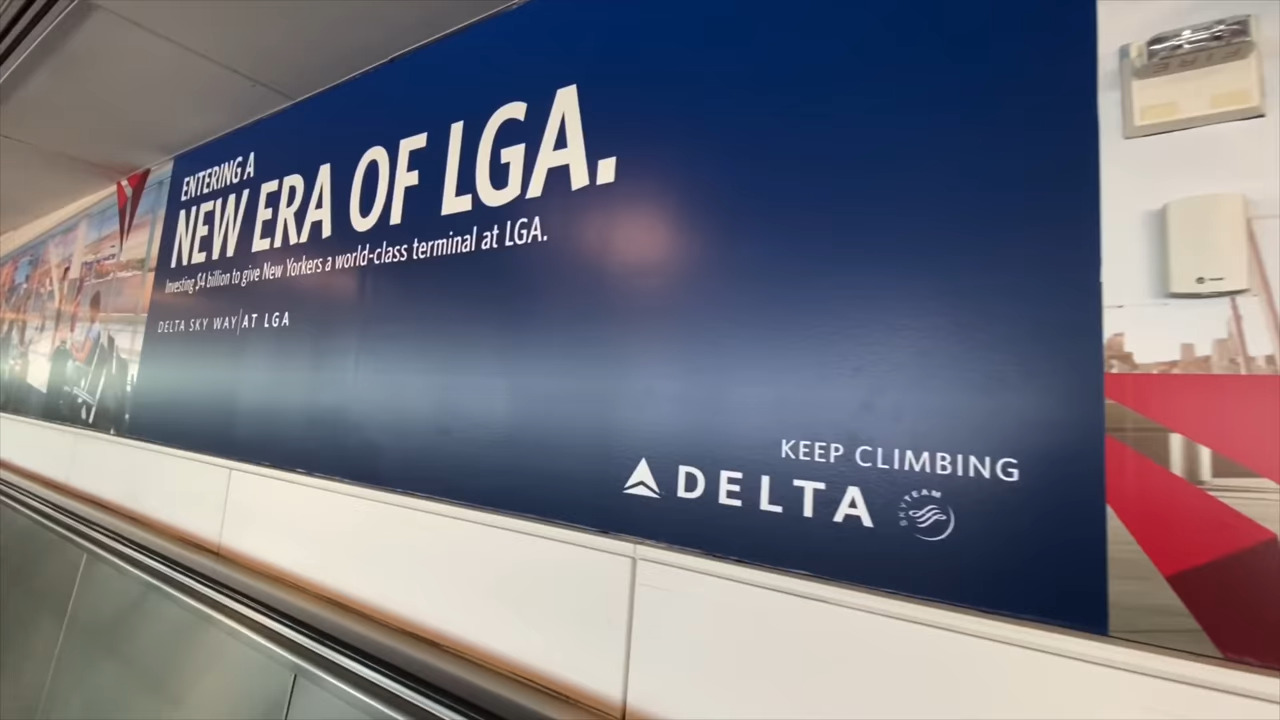 ENTERING A
NEW ERA OF LGA.
Investing $4 billion to give New Yorkers a world-class terminal at LGA.
DELTA SKY WAY|AT LGA
KEEP CLIMBING
DELTA
SKYTEAM
FIRE